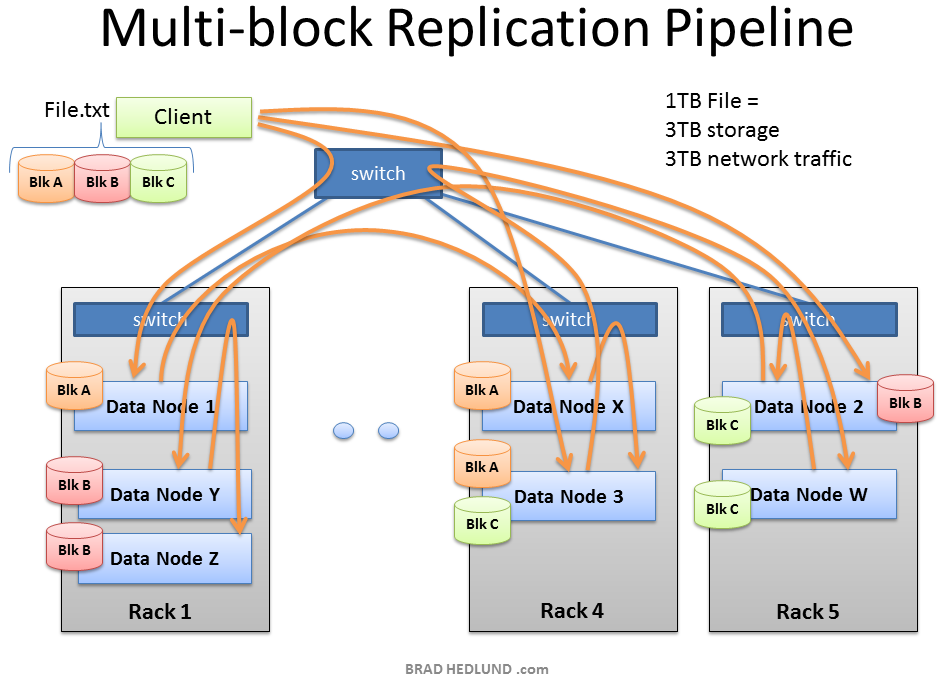 Multi-block Replication Pipeline
File.txt
Client
1TB File =
3TB storage
3TB network traffic
Blk A
Blk B
Blk C
switch
switch
Blk A
Data Node 1
Blk B
Data Node Y
Blk B
Data Node Z
Rack 1
switch
Blk A
Data Node X
Blk A
Data Node 3
Blk C
Rack 4
switch
Data Node 2
Blk B
Blk C
Data Node W
Blk C
Rack 5
BRAD HEDLUND .com